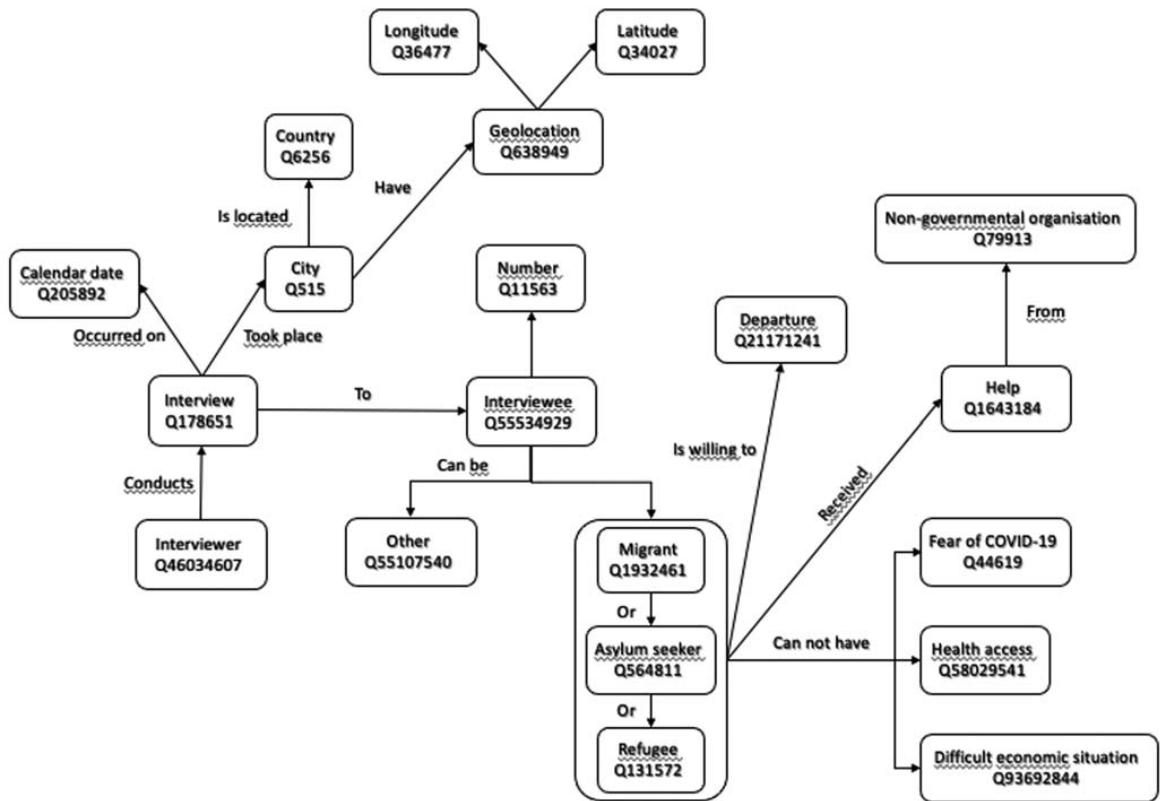 Longitude
Q36477
Latitude
Q34027
Country
Q6256
Geolocation
Q638949
Have
Is located
Non-governmental organisation
Q79913
Calendar date
Q205892
City
Q515
Number
Q11563
Occurred on
Took place
Departure
Q21171241
From
Interview
Q178651
To
Interviewee
Q55534929
Help
Q1643184
Is willing to
Can be
Conducts
Received
Interviewer
Q46034607
Other
Q55107540
Migrant
Q1932461
Fear of COVID-19
Q44619
Or
Asylum seeker
Q564811
Can not have
Health access
Q58029541
Or
Refugee
Q131572
Difficult economic situation
Q93692844